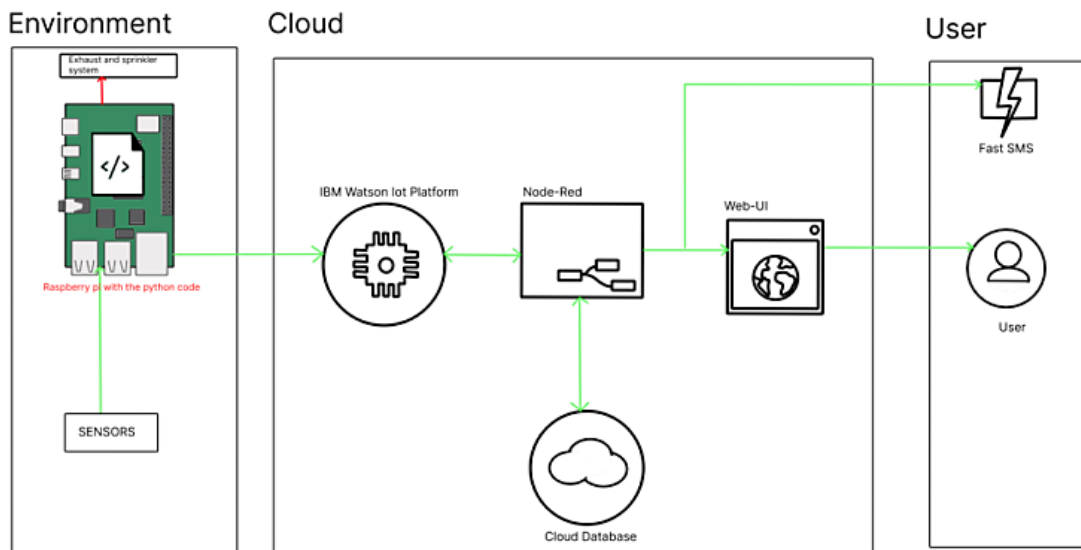 Environment
Cloud
User
Exhaust and sprinkler
system
</>
Raspberry pi with the python code
SENSORS
IBM Watson Iot Platform
Node-Red
Web-UI
Cloud Database
Fast SMS
User